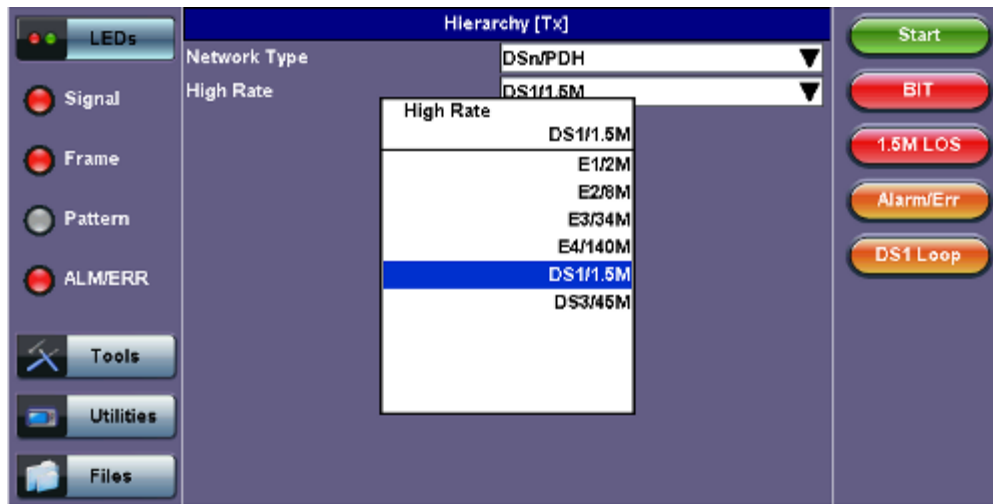 LEDs
Signal
Frame
Pattern
ALM/ERR
Tools
Utilities
Files
Hierarchy [Tx]
Network Type DSn/PDH
High Rate DS1/1.5M
High Rate
DS1/1.5M
E1/2M
E2/8M
E3/34M
E4/140M
DS1/1.5M
DS3/45M
Start
BIT
1.5M LOS
Alarm/Err
DS1 Loop